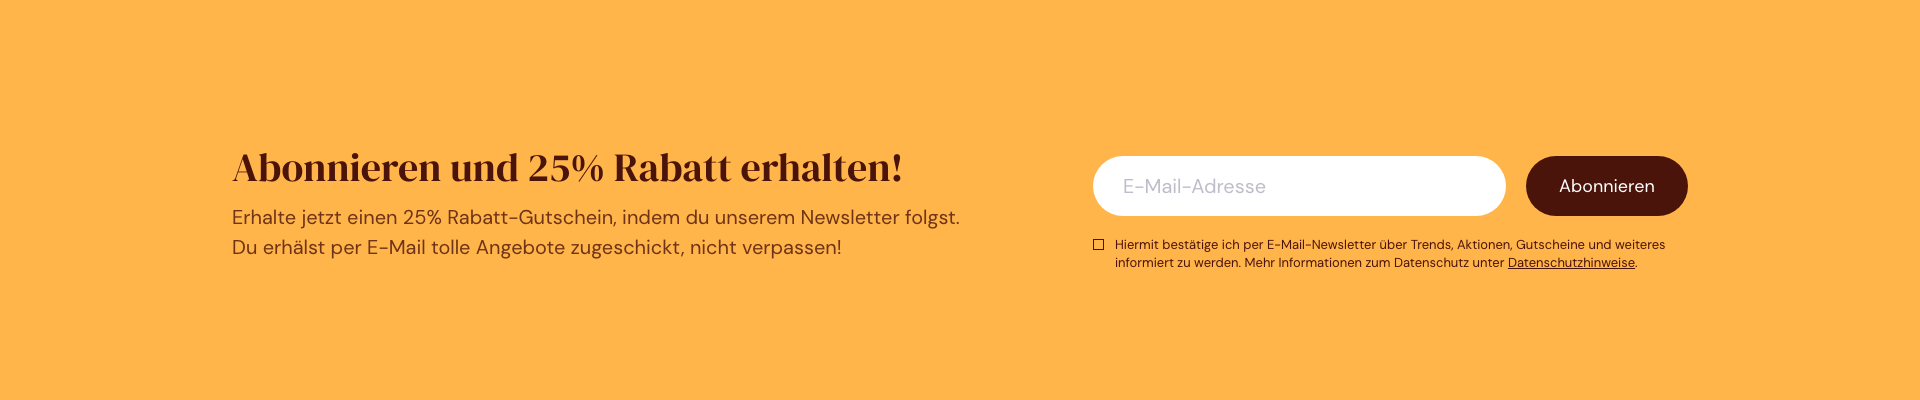 Abonnieren und 25% Rabatt erhalten!
Erhalte jetzt einen 25% Rabatt-Gutschein, indem du unserem Newsletter folgst.
Du erhälst per E-Mail tolle Angebote zugeschickt, nicht verpassen!
E-Mail-Adresse
Abonnieren
Hiermit bestätige ich per E-Mail-Newsletter über Trends, Aktionen, Gutscheine und weiteres
informiert zu werden. Mehr Informationen zum Datenschutz unter Datenschutzhinweise.